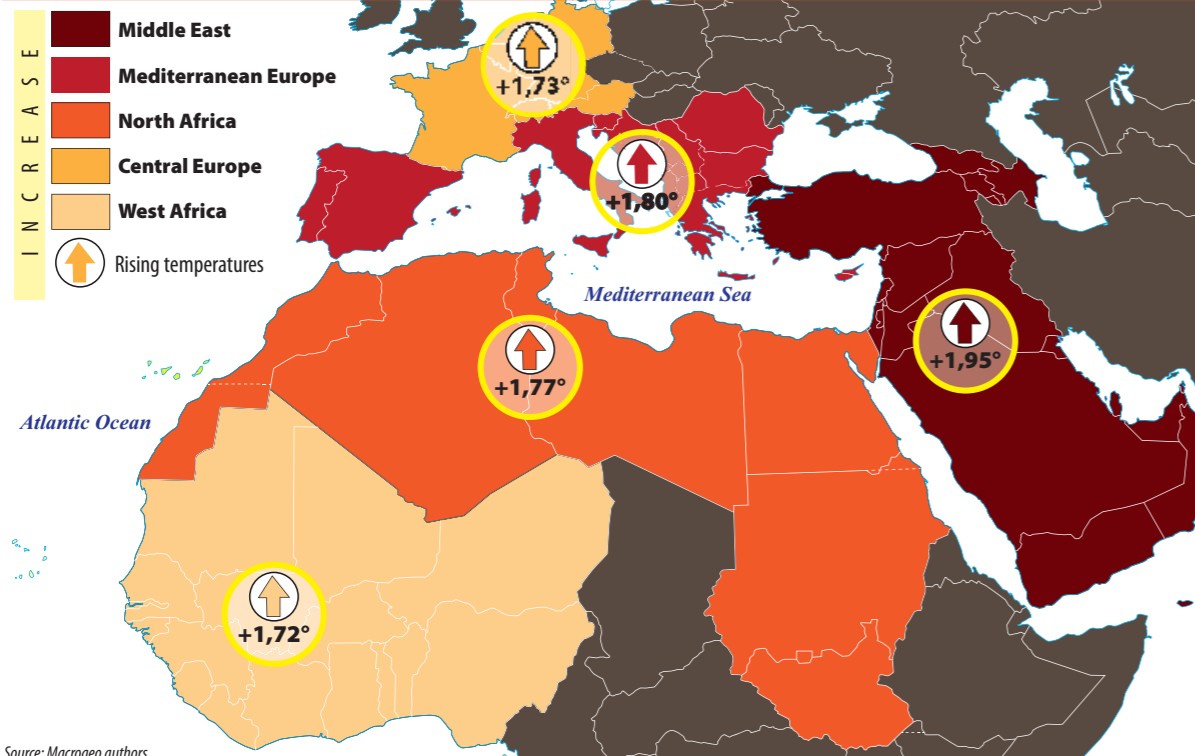 INCREASE
Middle East
Mediterranean Europe
North Africa
Central Europe
West Africa
Rising temperatures
+1,73°
+1,80°
Mediterranean Sea
+1,95°
+1,77°
Atlantic Ocean
+1,72°
Source: Macrogeo authors